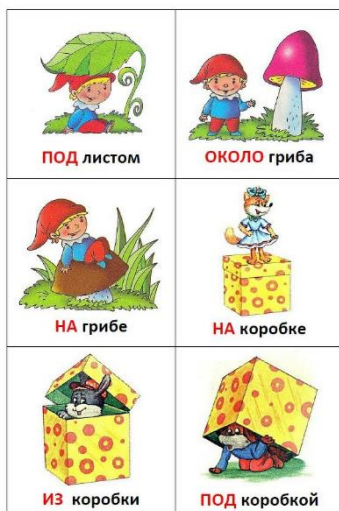 ПОД листом
ОКОЛО гриба
НА грибе
НА коробке
ИЗ коробки
ПОД коробкой